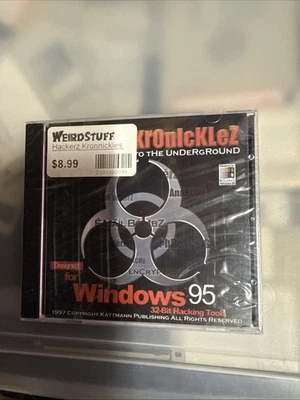 WEIRDSTUFF
Hackerz Kronnickles
$8.99
KrOnIcKLeZ
TO tHE UnDERGRoUND
Designed
for
Windows 95
32-Bit Hacking Tools
1997 COPYRIGHT KATTMANN PUBLISHING ALL RIGHTS RESERVED